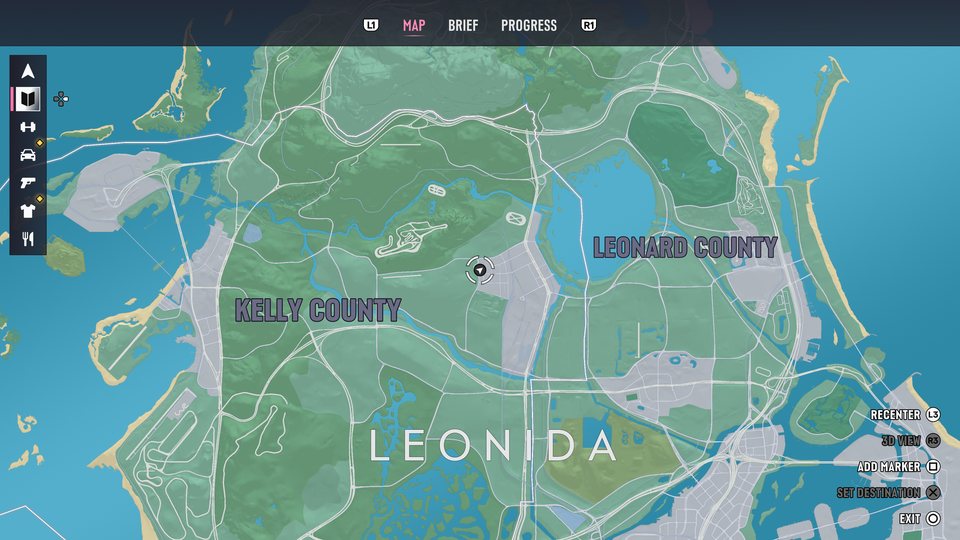 L1 MAP BRIEF PROGRESS R1
LEONARD COUNTY
KELLY COUNTY
LEONIDA
RECENTER L3
3D VIEW R3
ADD MARKER
SET DESTINATION
EXIT